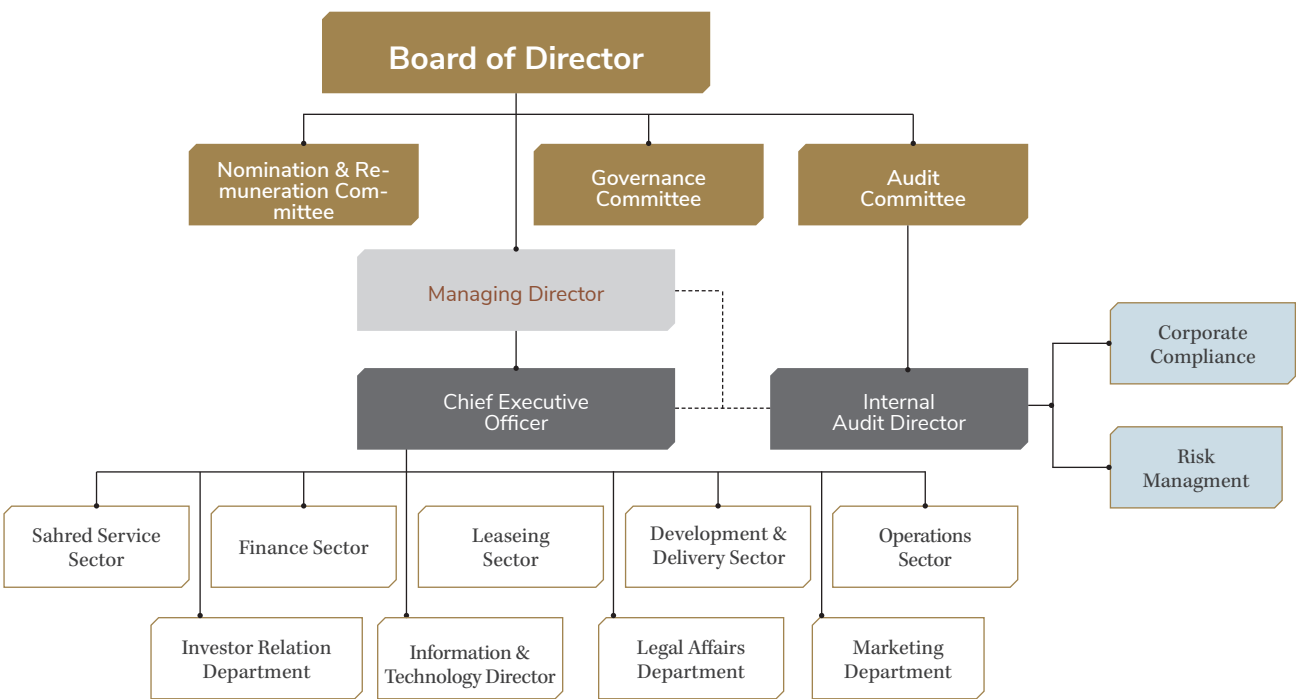 Board of Director
Nomination & Re-
muneration Com-
mittee
Governance
Committee
Audit
Committee
Managing Director
Corporate
Compliance
Chief Executive
Officer
Internal
Audit Director
Risk
Managment
Sahred Service
Sector
Finance Sector
Leaseing
Sector
Development &
Delivery Sector
Operations
Sector
Investor Relation
Department
Information &
Technology Director
Legal Affairs
Department
Marketing
Department